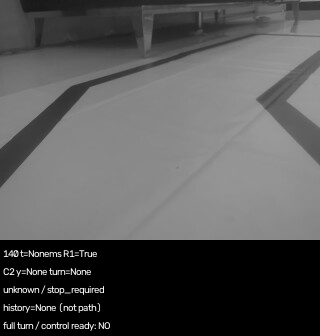 140 t=Nonems R1=True
C2 y=None turn=None
unknown / stop_required
history=None (not path)
full turn / control ready: NO